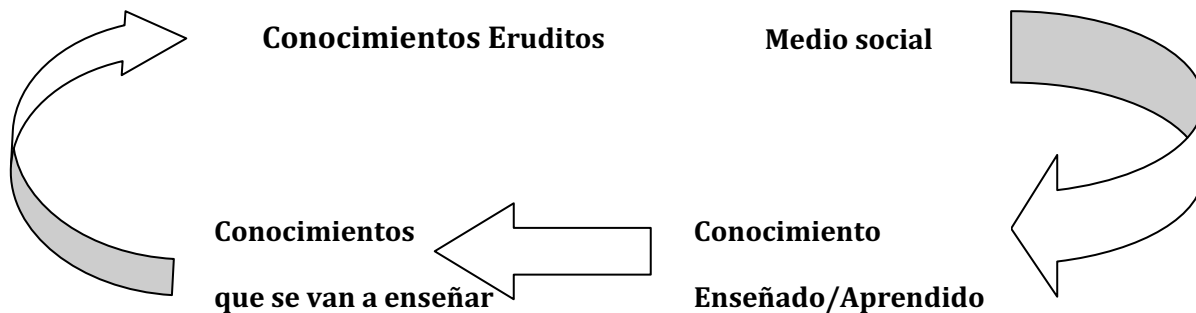 Conocimientos Eruditos
Medio social
Conocimientos
que se van a enseñar
Conocimiento
Enseñado/Aprendido